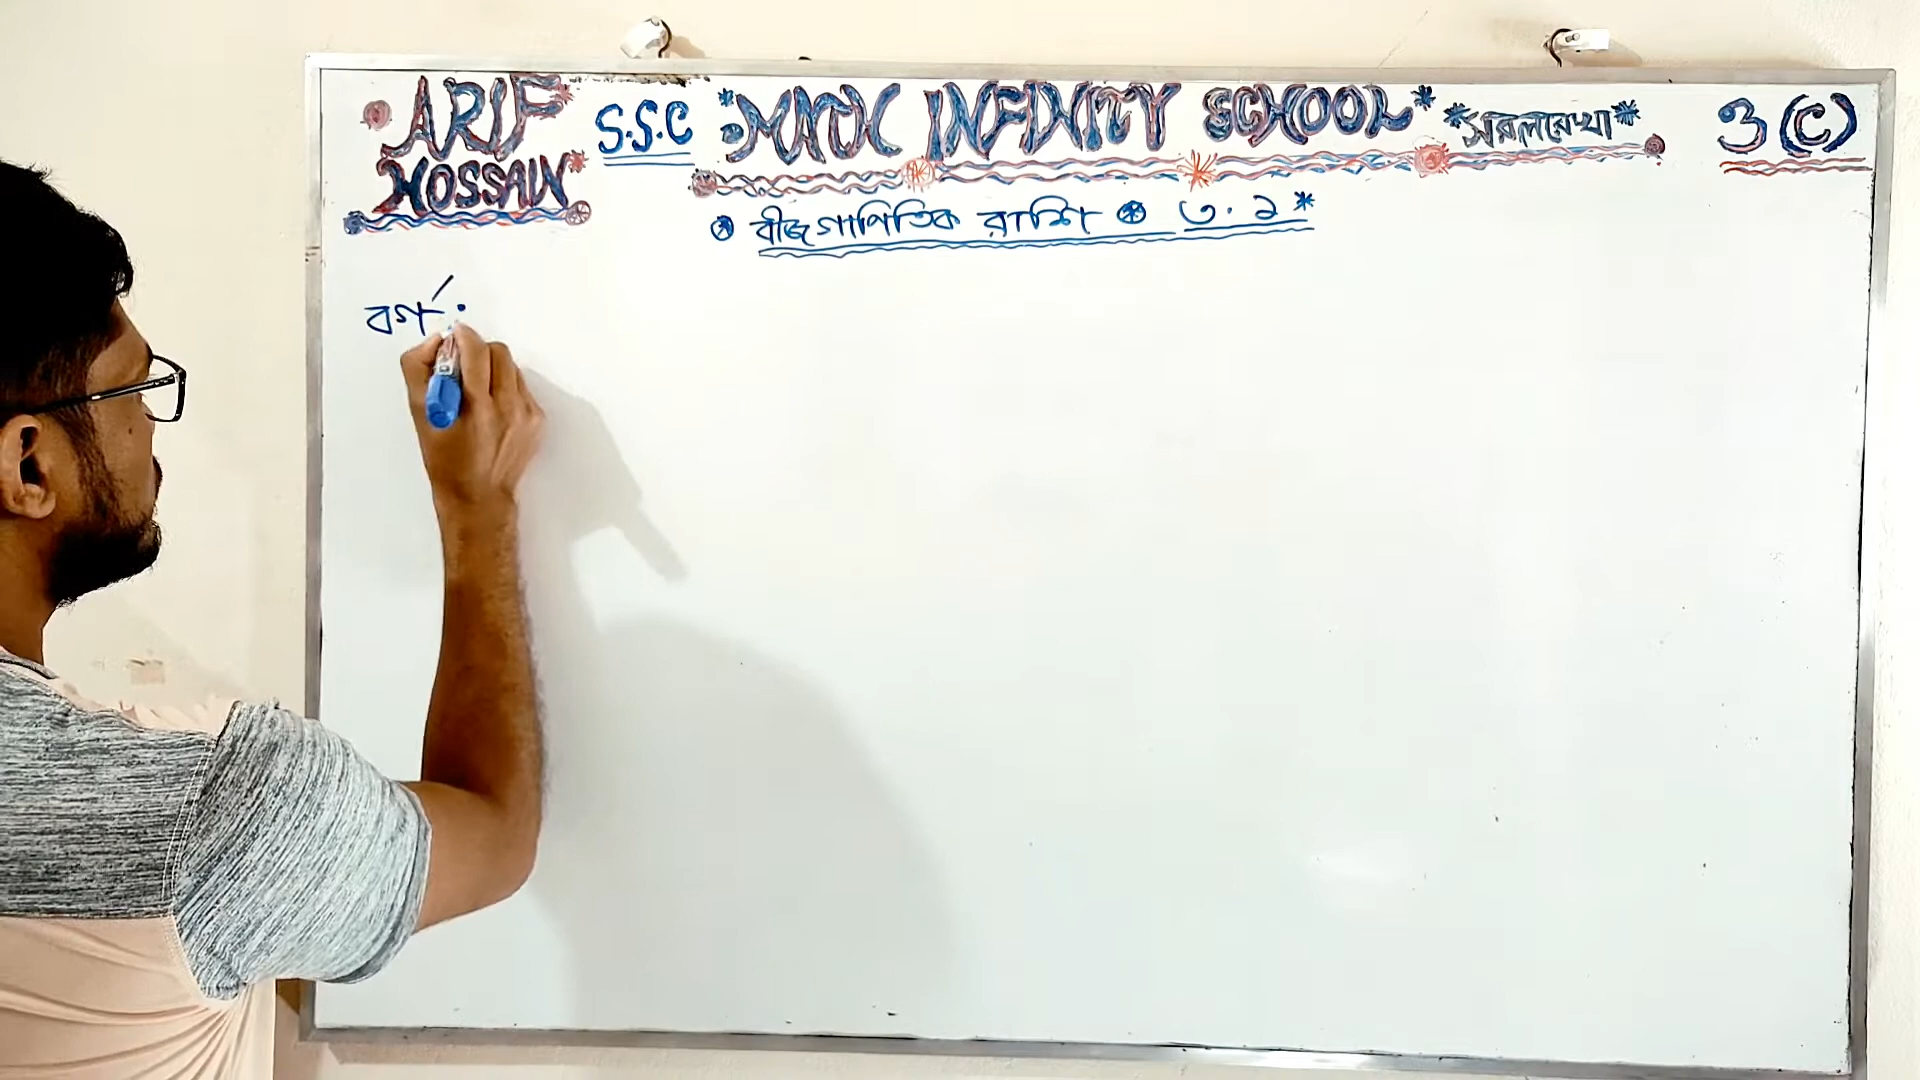 ARIF HOSSAIN
S.S.C
MATH INFINITY SCHOOL
*সরলরেখা*
3(C)
বীজগাণিতিক রাশি ৩.১*
বর্গ: